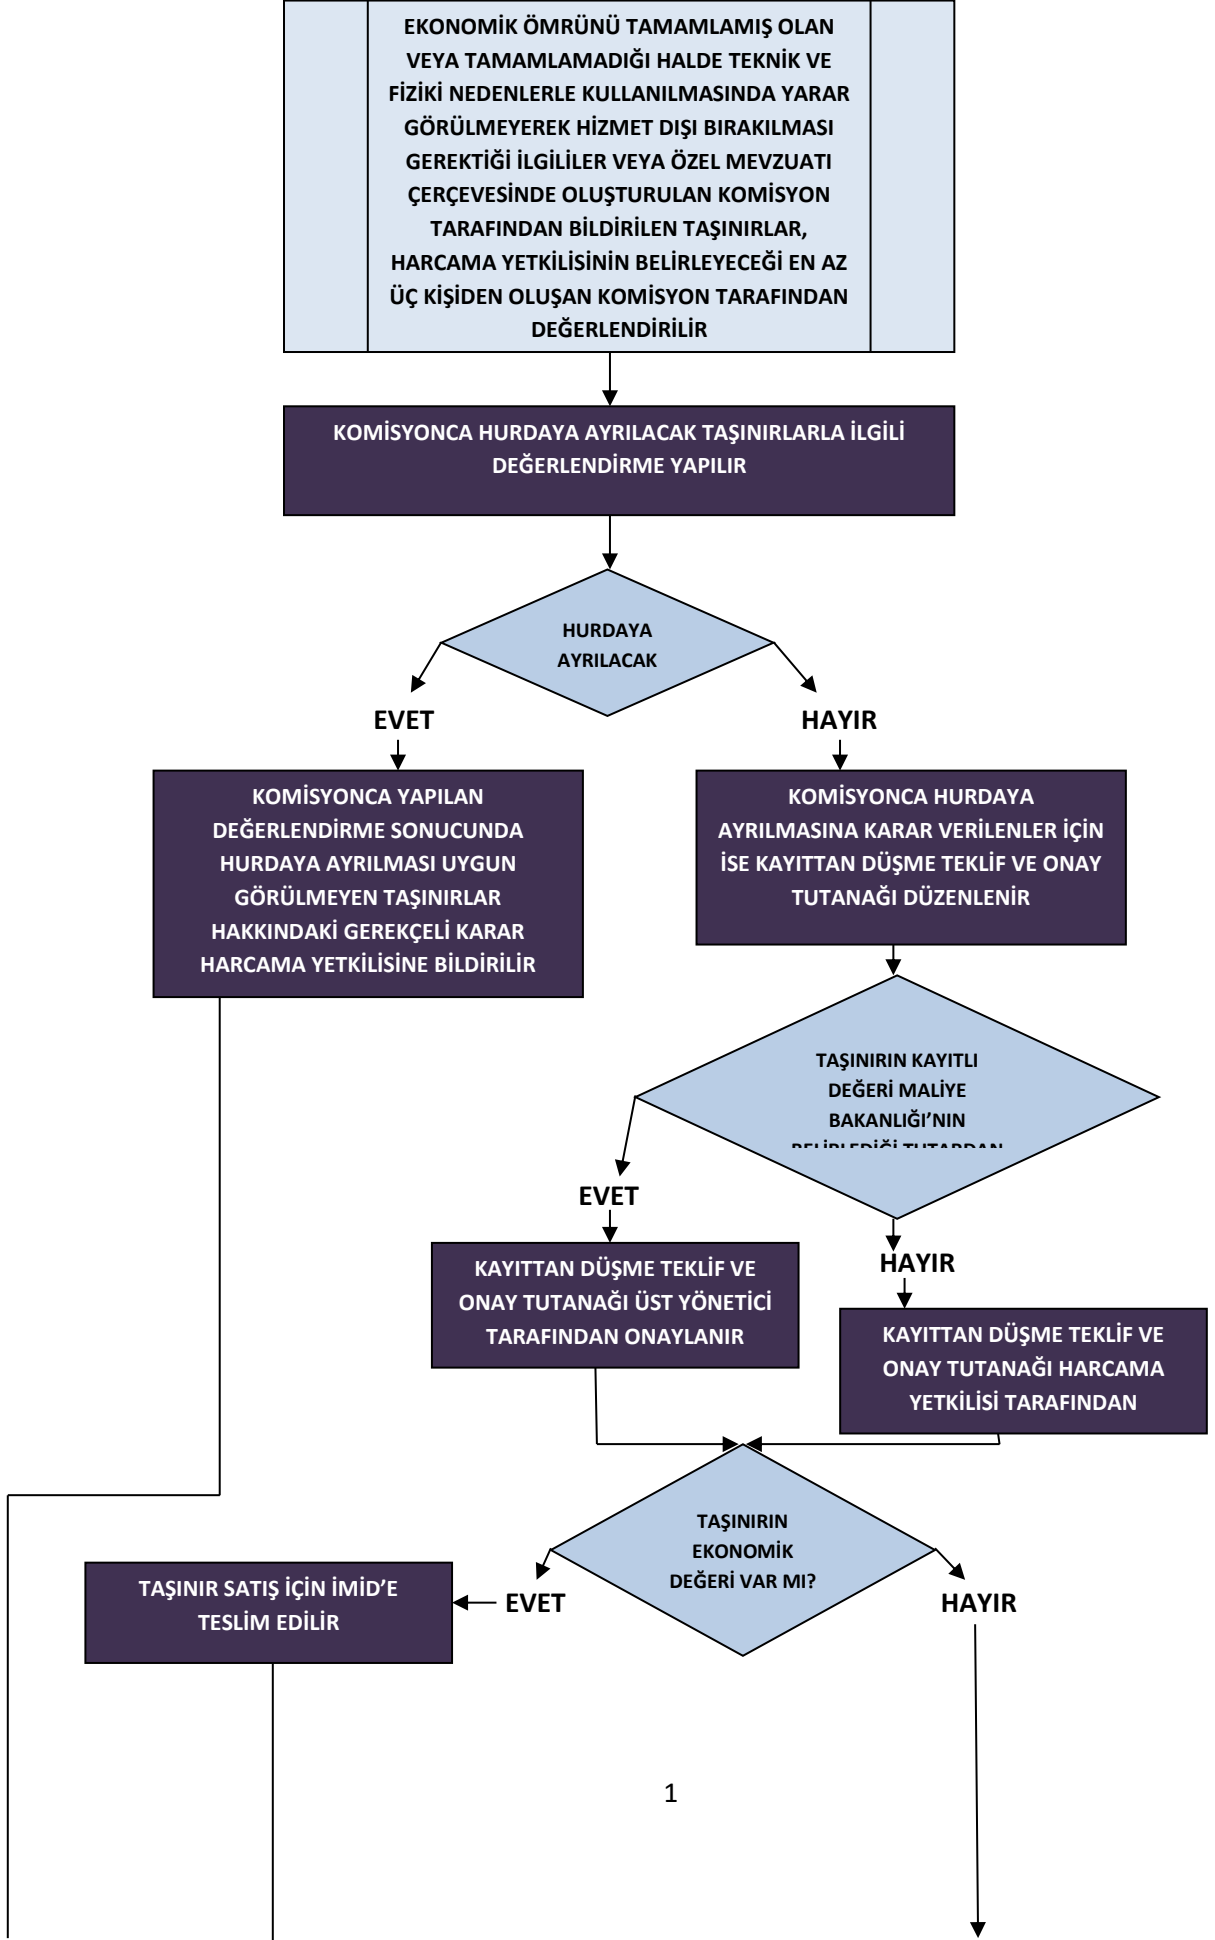 EKONOMİK ÖMRÜNÜ TAMAMLAMIŞ OLAN
VEYA TAMAMLAMADIĞI HALDE TEKNİK VE
FİZİKİ NEDENLERLE KULLANILMASINDA YARAR
GÖRÜLMEYEREK HİZMET DIŞI BIRAKILMASI
GEREKTİĞİ İLGİLİLER VEYA ÖZEL MEVZUATI
ÇERÇEVESİNDE OLUŞTURULAN KOMİSYON
TARAFINDAN BİLDİRİLEN TAŞINIRLAR,
HARCAMA YETKİLİSİNİN BELİRLEYECEĞİ EN AZ
ÜÇ KİŞİDEN OLUŞAN KOMİSYON TARAFINDAN
DEĞERLENDİRİLİR
KOMİSYONCA HURDAYA AYRILACAK TAŞINIRLARLA İLGİLİ
DEĞERLENDİRME YAPILIR
HURDAYA
AYRILACAK
EVET
HAYIR
KOMİSYONCA YAPILAN
DEĞERLENDİRME SONUCUNDA
HURDAYA AYRILMASI UYGUN
GÖRÜLMEYEN TAŞINIRLAR
HAKKINDAKİ GEREKÇELİ KARAR
HARCAMA YETKİLİSİNE BİLDİRİLİR
KOMİSYONCA HURDAYA
AYRILMASINA KARAR VERİLENLER İÇİN
İSE KAYITTAN DÜŞME TEKLİF VE ONAY
TUTANAĞI DÜZENLENİR
TAŞINIRIN KAYITLI
DEĞERİ MALİYE
BAKANLIĞI’NIN
BELİRLEDİĞİ TUTARDAN
EVET
HAYIR
KAYITTAN DÜŞME TEKLİF VE
ONAY TUTANAĞI ÜST YÖNETİCİ
TARAFINDAN ONAYLANIR
KAYITTAN DÜŞME TEKLİF VE
ONAY TUTANAĞI HARCAMA
YETKİLİSİ TARAFINDAN
TAŞINIRIN
EKONOMİK
DEĞERİ VAR MI?
EVET
HAYIR
TAŞINIR SATIŞ İÇİN İMİD’E
TESLİM EDİLİR
1